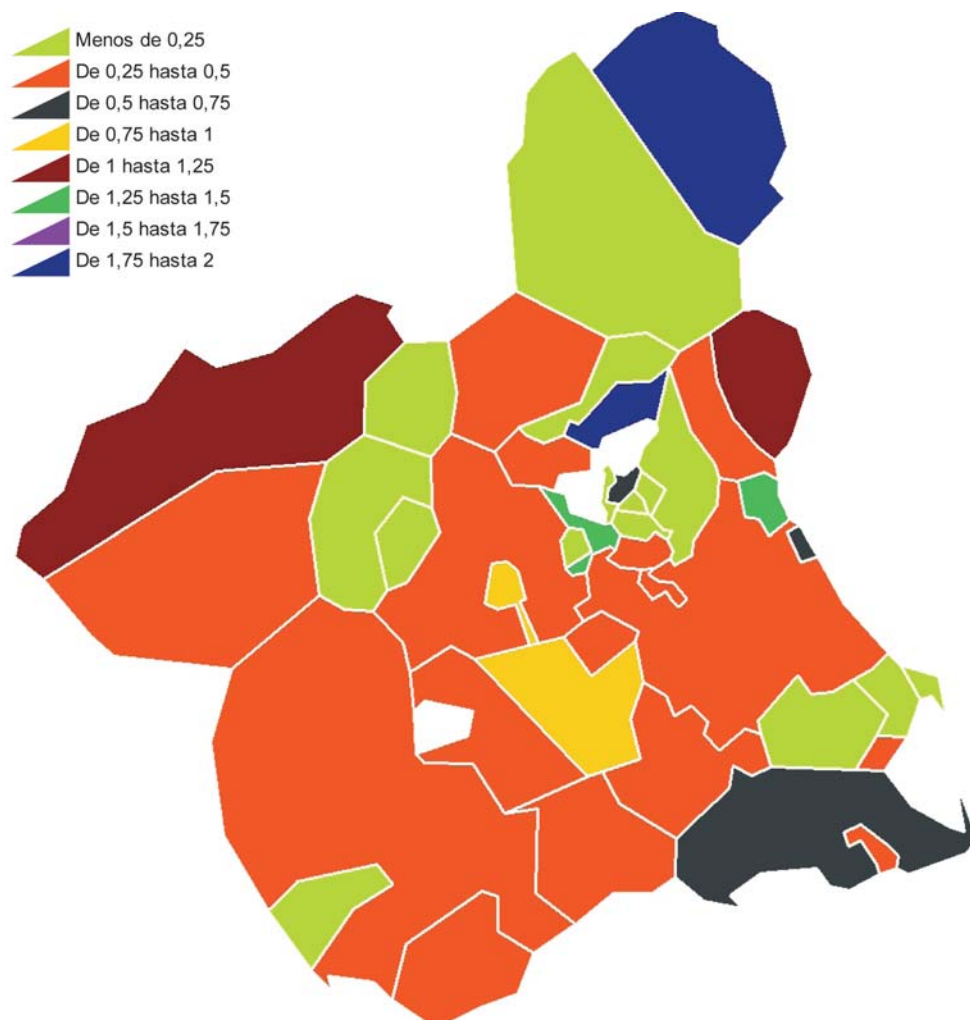 Menos de 0,25
De 0,25 hasta 0,5
De 0,5 hasta 0,75
De 0,75 hasta 1
De 1 hasta 1,25
De 1,25 hasta 1,5
De 1,5 hasta 1,75
De 1,75 hasta 2